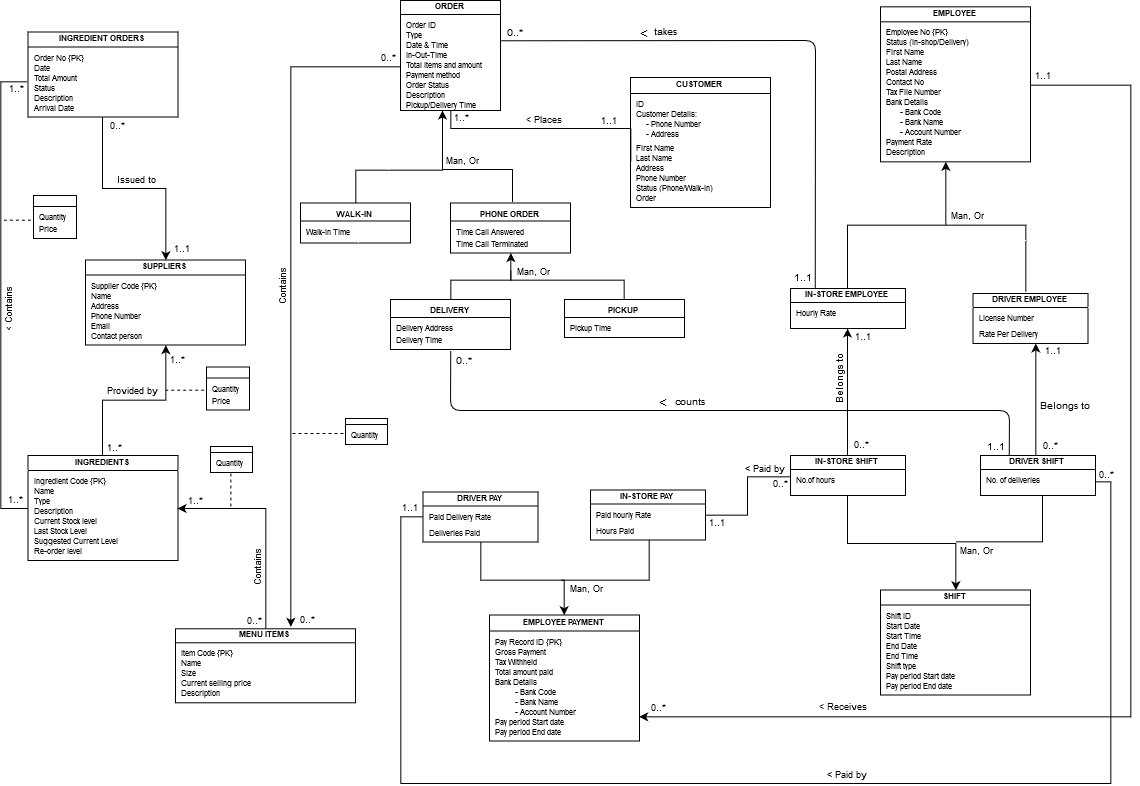 ORDER
Order ID
Type
Date & Time
In-Out-Time
Total items and amount
Payment method
Order Status
Description
Pickup/Delivery Time
INGREDIENT ORDERS
Order No {PK}
Date
Total Amount
Status
Description
Arrival Date
EMPLOYEE
Employee No {PK}
Status (In-shop/Delivery)
First Name
Last Name
Postal Address
Contact No
Tax File Number
Bank Details
- Bank Code
- Bank Name
- Account Number
Payment Rate
Description
0..*
< takes
0..*
1..1
1..*
0..*
CUSTOMER
ID
Customer Details:
- Phone Number
- Address
First Name
Last Name
Address
Phone Number
Status (Phone/Walk-In)
Order
1..*
< Places
1..1
Man, Or
Issued to
Quantity
Price
WALK-IN
Walk-in Time
PHONE ORDER
Time Call Answered
Time Call Terminated
Man, Or
1..1
SUPPLIERS
Supplier Code {PK}
Name
Address
Phone Number
Email
Contact person
< Contains
Contains
Man, Or
1..1
IN-STORE EMPLOYEE
Hourly Rate
DRIVER EMPLOYEE
License Number
Rate Per Delivery
DELIVERY
Delivery Address
Delivery Time
PICKUP
Pickup Time
1..1
1..1
1..*
0..*
Provided by
Quantity
Price
Belongs to
< counts
Belongs to
Quantity
1..*
0..*
1..1
0..*
INGREDIENTS
Ingredient Code {PK}
Name
Type
Description
Current Stock level
Last Stock Level
Suggested Current Level
Re-order level
Quantity
1..*
1..*
IN-STORE SHIFT
No.of hours
DRIVER SHIFT
No. of deliveries
< Paid by
0..*
0..*
DRIVER PAY
Paid Delivery Rate
Deliveries Paid
IN-STORE PAY
Paid hourly Rate
Hours Paid
1..1
1..1
Contains
Man, Or
Man, Or
0..*
0..*
MENU ITEMS
Item Code {PK}
Name
Size
Current selling price
Description
EMPLOYEE PAYMENT
Pay Record ID {PK}
Gross Payment
Tax Withheld
Total amount paid
Bank Details
- Bank Code
- Bank Name
- Account Number
Pay period Start date
Pay period End date
SHIFT
Shift ID
Start Date
Start Time
End Date
End Time
Shift type
Pay period Start date
Pay period End date
0..*
< Receives
< Paid by